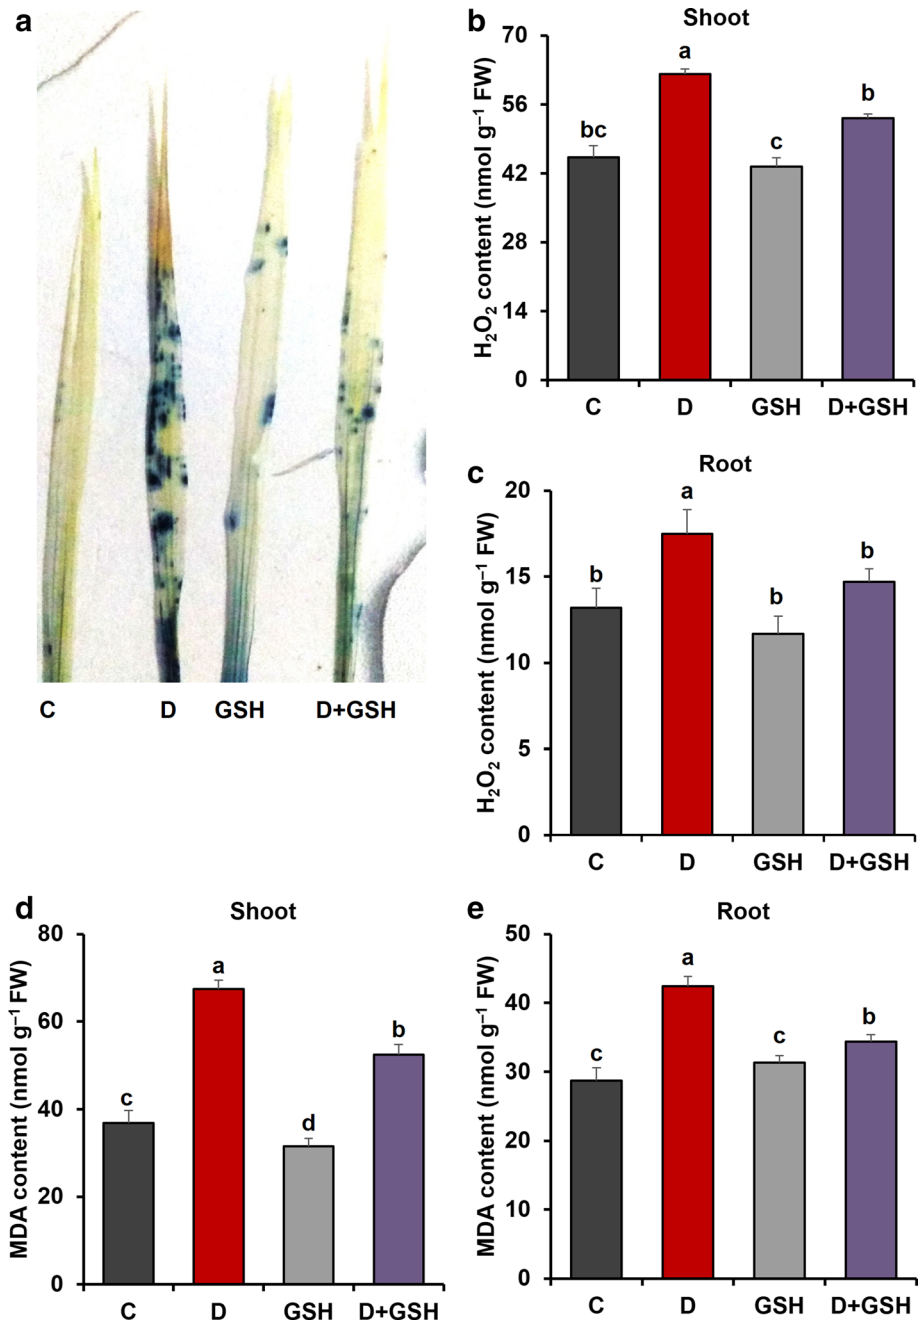 a
C
D
GSH
D+GSH
b
Shoot
H₂O₂ content (nmol g⁻¹ FW)
70
56
42
28
14
0
bc
a
c
b
C
D
GSH
D+GSH
c
Root
H₂O₂ content (nmol g⁻¹ FW)
20
15
10
5
0
b
a
b
b
C
D
GSH
D+GSH
d
Shoot
MDA content (nmol g⁻¹ FW)
80
60
40
20
0
c
a
d
b
C
D
GSH
D+GSH
e
Root
MDA content (nmol g⁻¹ FW)
50
40
30
20
10
0
c
a
c
b
C
D
GSH
D+GSH